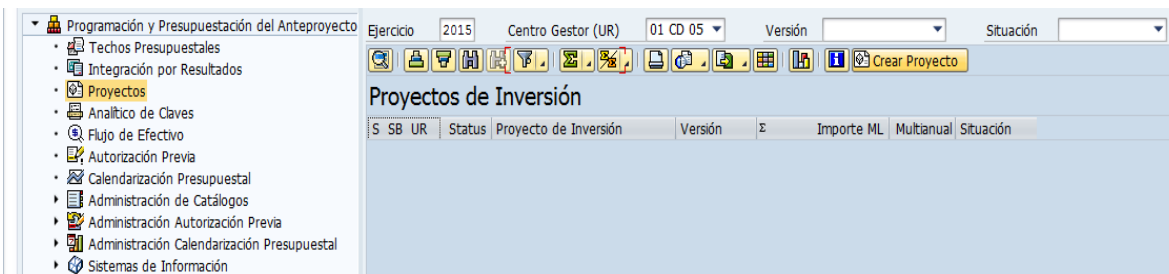 Programación y Presupuestación del Anteproyecto
Techos Presupuestales
Integración por Resultados
Proyectos
Analítico de Claves
Flujo de Efectivo
Autorización Previa
Calendarización Presupuestal
Administración de Catálogos
Administración Autorización Previa
Administración Calendarización Presupuestal
Sistemas de Información
Ejercicio 2015 Centro Gestor (UR) 01 CD 05 Versión Situación
Crear Proyecto
Proyectos de Inversión
S SB UR Status Proyecto de Inversión Versión Σ Importe ML Multianual Situación